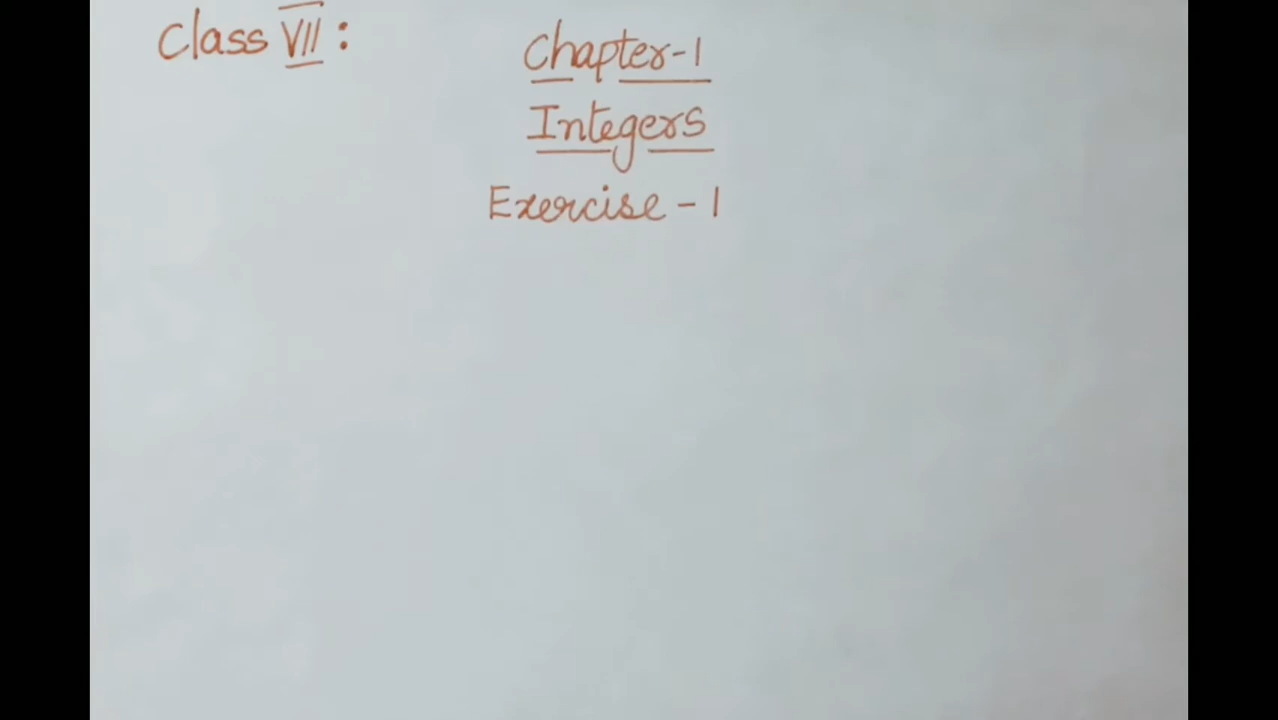 Class VII :
Chapter-1
Integers
Exercise - 1